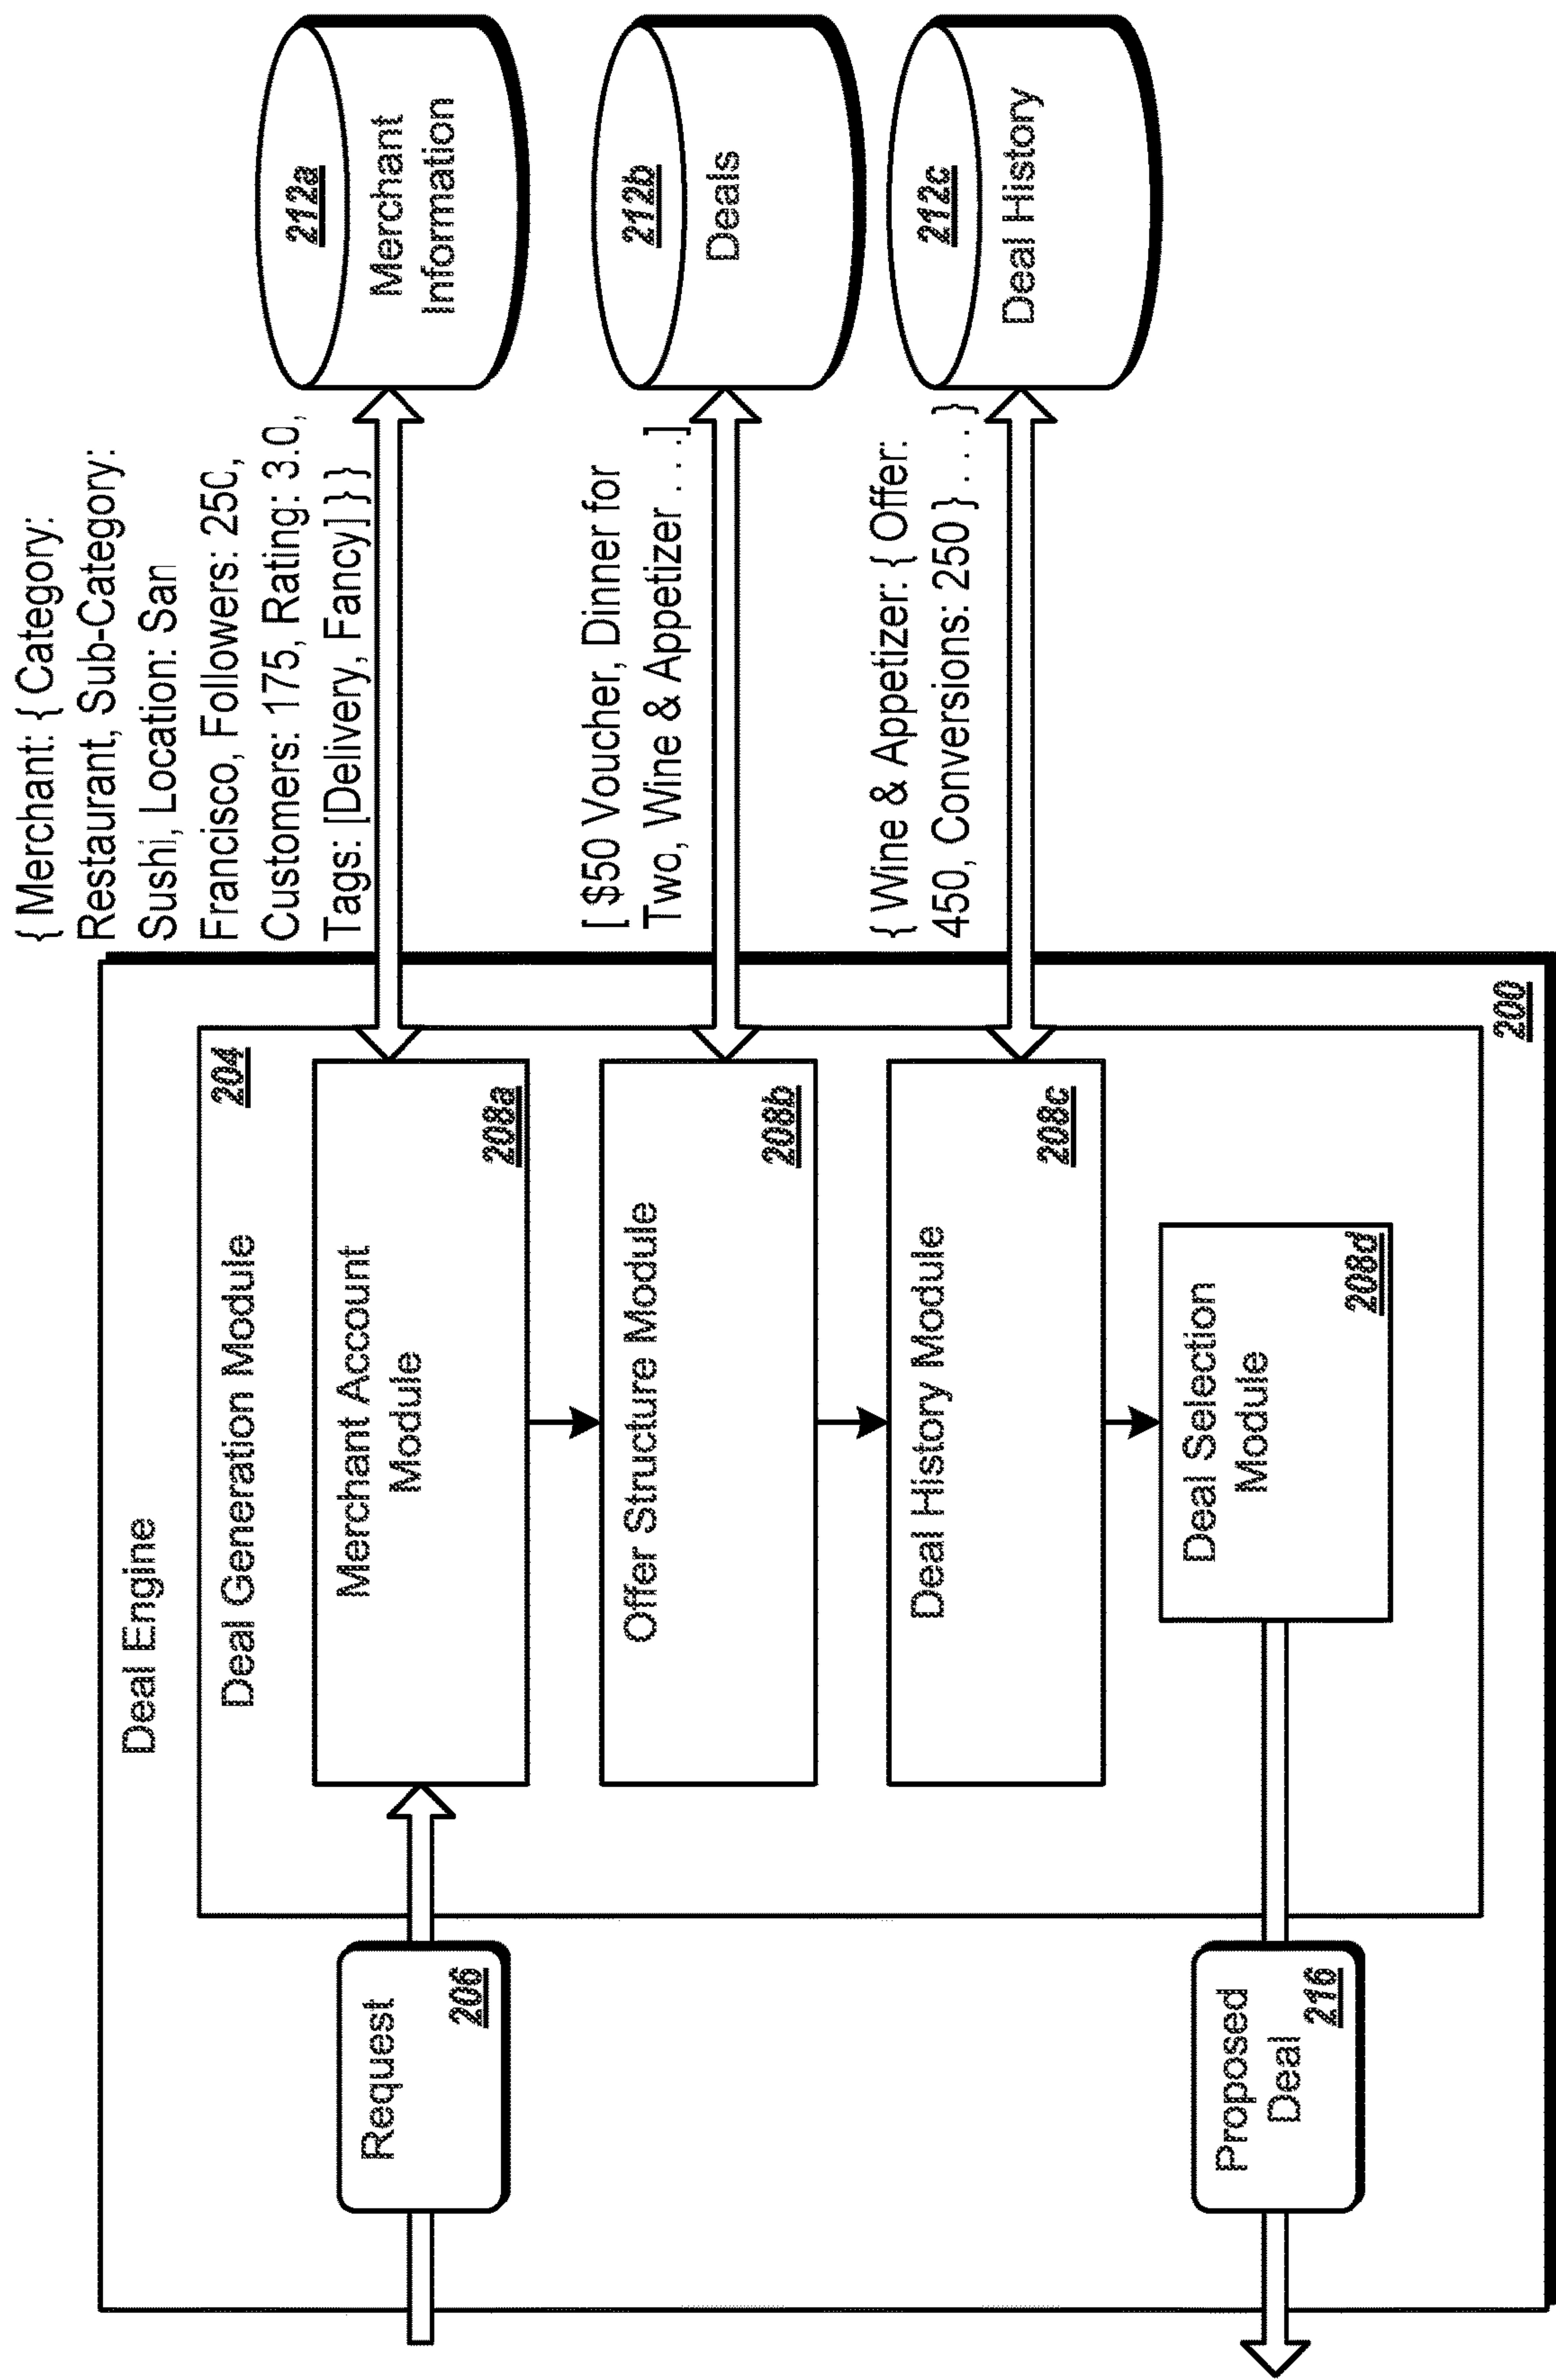 Deal Engine
Deal Generation Module
204
Request
206
Merchant Account
Module
208a
{ Merchant: { Category:
Restaurant, Sub-Category:
Sushi, Location: San
Francisco, Followers: 250,
Customers: 175, Rating: 3.0,
Tags: [Delivery, Fancy] } }
212a
Merchant
Information
Offer Structure Module
208b
[ $50 Voucher, Dinner for
Two, Wine & Appetizer . . .]
212b
Deals
Deal History Module
208c
{ Wine & Appetizer: { Offer:
450, Conversions: 250 } . . . . }
212c
Deal History
Deal Selection
Module
208d
Proposed
Deal
216
200